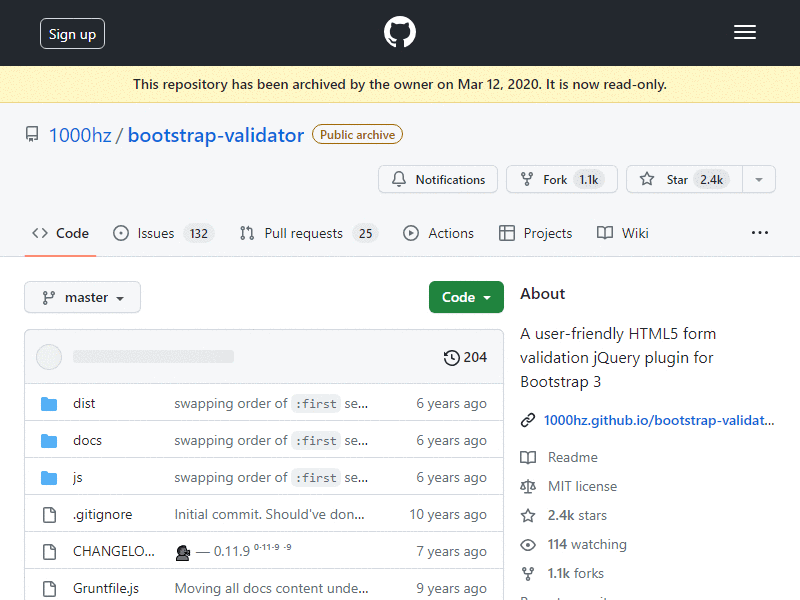 Sign up
This repository has been archived by the owner on Mar 12, 2020. It is now read-only.
1000hz / bootstrap-validator Public archive
Notifications Fork 1.1k Star 2.4k
Code Issues 132 Pull requests 25 Actions Projects Wiki
master Code
204
dist swapping order of :first se... 6 years ago
docs swapping order of :first se... 6 years ago
js swapping order of :first se... 6 years ago
.gitignore Initial commit. Should've don... 10 years ago
CHANGELO... — 0.11.9 0-11-9 -9 7 years ago
Gruntfile.js Moving all docs content unde... 9 years ago
About
A user-friendly HTML5 form
validation jQuery plugin for
Bootstrap 3
1000hz.github.io/bootstrap-validat...
Readme
MIT license
2.4k stars
114 watching
1.1k forks